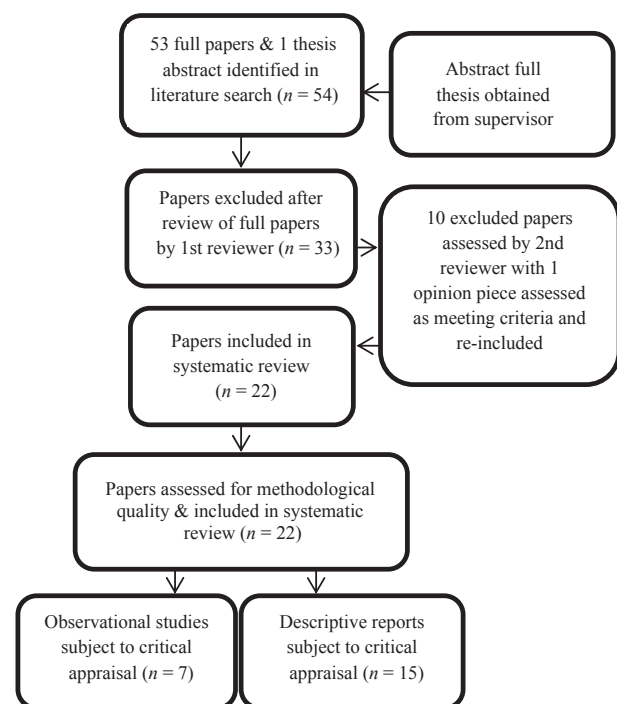 53 full papers & 1 thesis
abstract identified in
literature search (n = 54)
Abstract full
thesis obtained
from supervisor
Papers excluded after
review of full papers
by 1st reviewer (n = 33)
10 excluded papers
assessed by 2nd
reviewer with 1
opinion piece assessed
as meeting criteria and
re-included
Papers included in
systematic review
(n = 22)
Papers assessed for methodological
quality & included in systematic
review (n = 22)
Observational studies
subject to critical
appraisal (n = 7)
Descriptive reports
subject to critical
appraisal (n = 15)